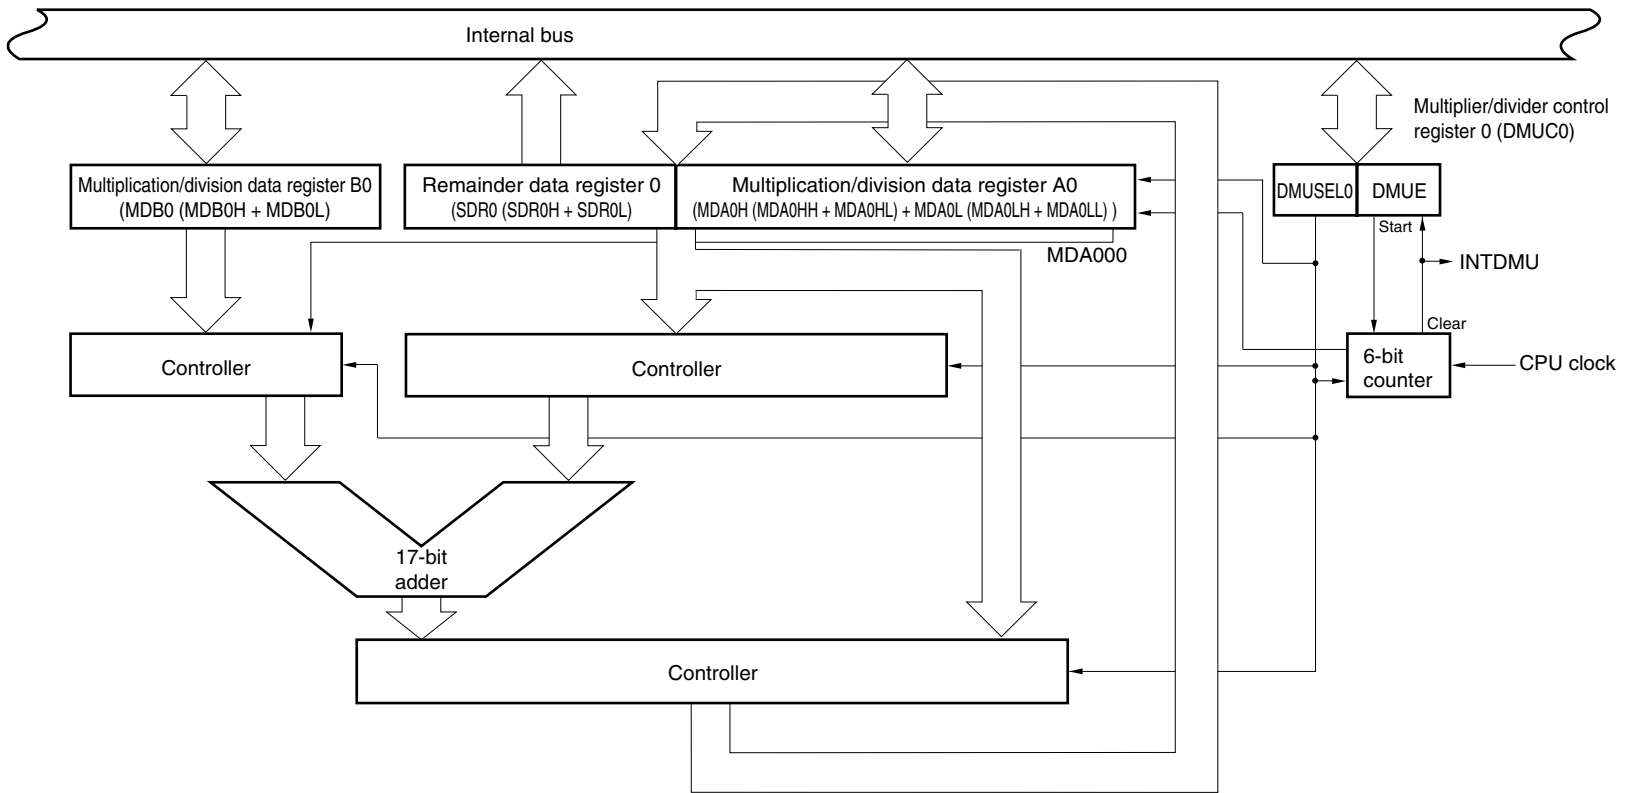 Internal bus
Multiplier/divider control
register 0 (DMUC0)
Multiplication/division data register B0
(MDB0 (MDB0H + MDB0L)
Remainder data register 0
(SDR0 (SDR0H + SDR0L)
Multiplication/division data register A0
(MDA0H (MDA0HH + MDA0HL) + MDA0L (MDA0LH + MDA0LL) )
DMUSEL0
DMUE
Start
MDA000
INTDMU
Clear
Controller
Controller
6-bit
counter
CPU clock
17-bit
adder
Controller